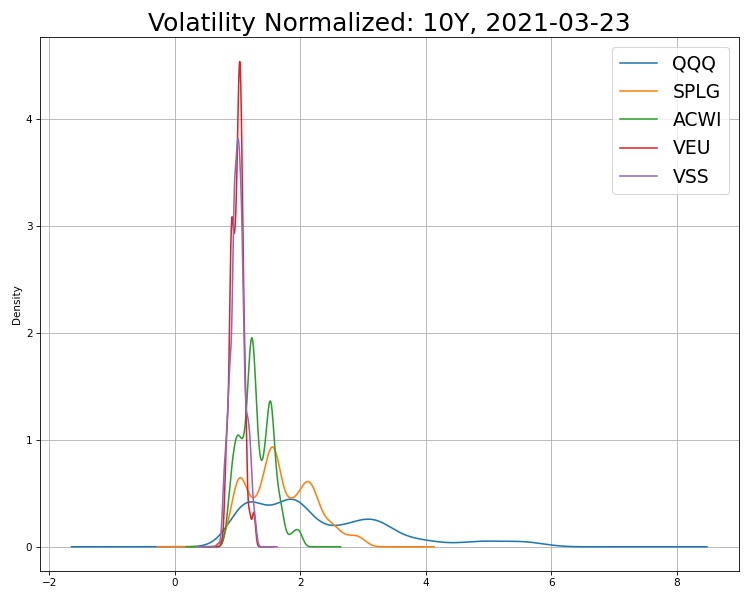 Volatility Normalized: 10Y, 2021-03-23
QQQ
SPLG
ACWI
VEU
VSS
Density
4
3
2
1
0
−2
0
2
4
6
8